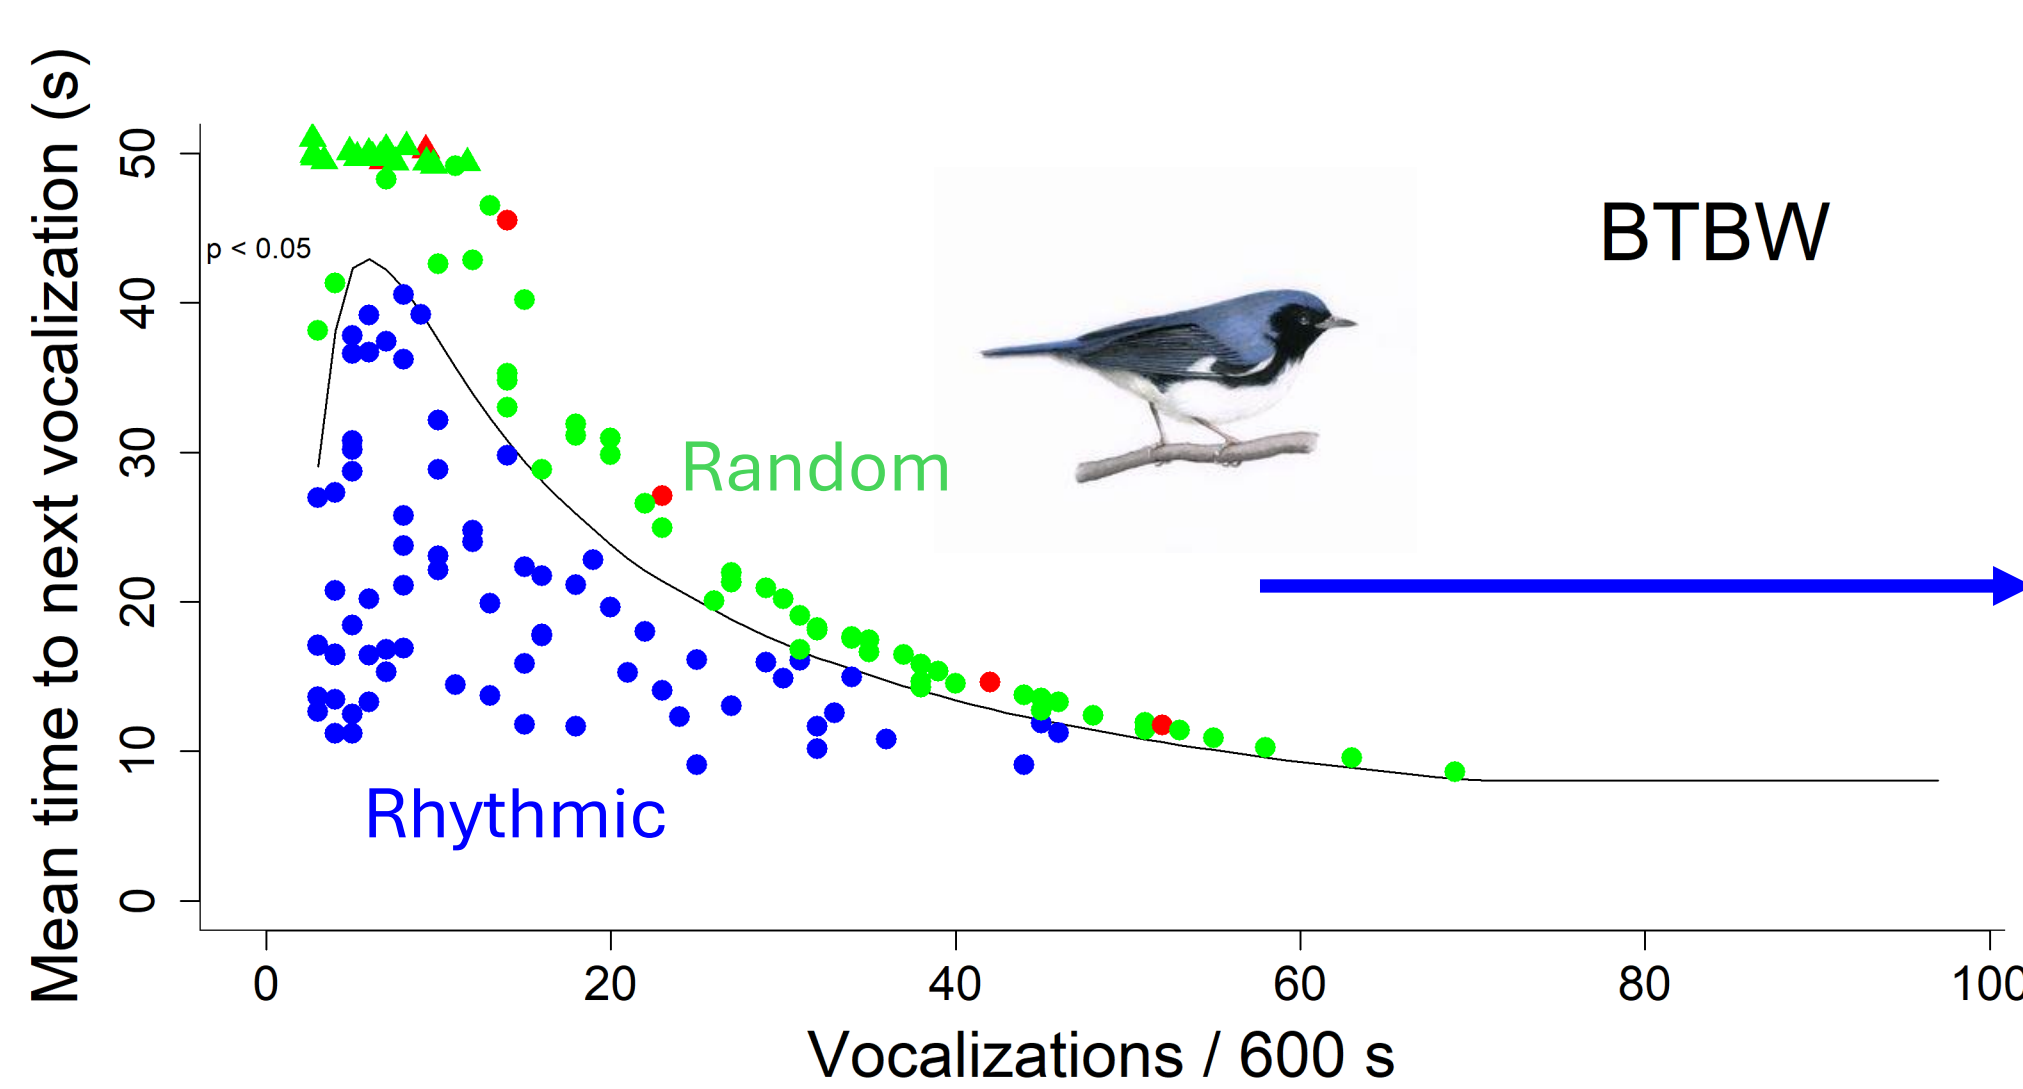 Mean time to next vocalization (s)
50
40
30
20
10
0
p < 0.05
BTBW
Random
Rhythmic
0 20 40 60 80 100
Vocalizations / 600 s